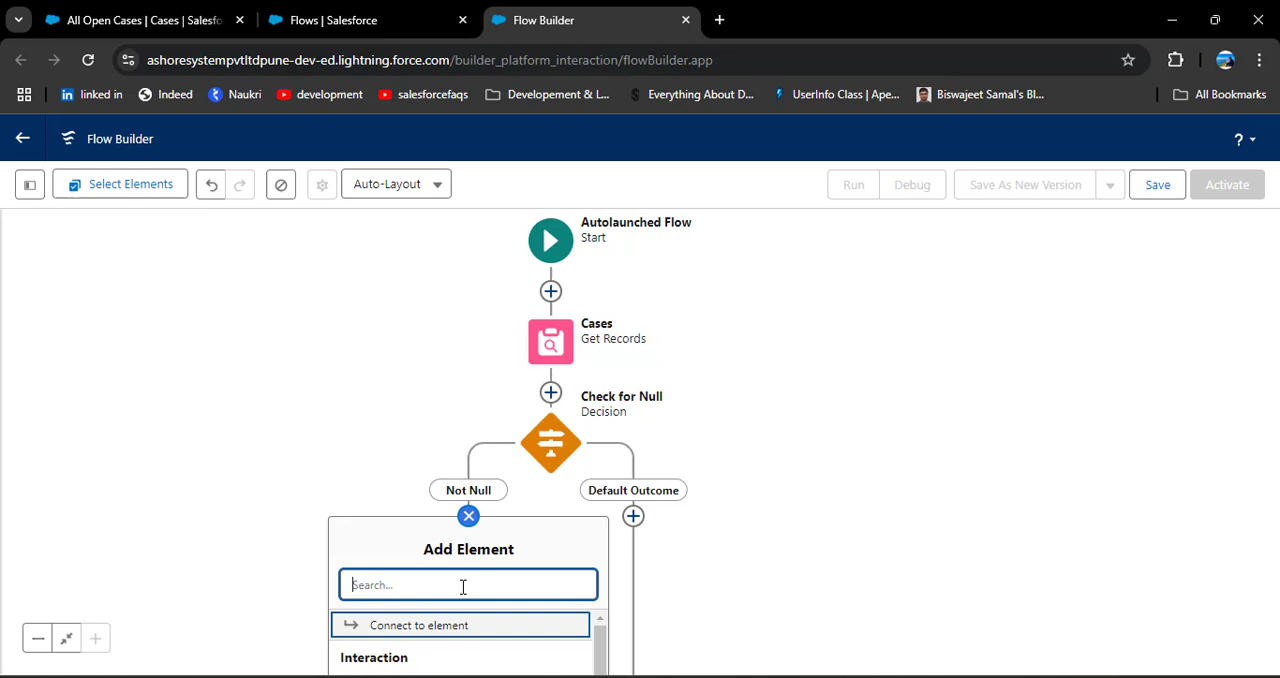 All Open Cases | Cases | Salesfo
Flows | Salesforce
Flow Builder
ashoresystempvtltdpune-dev-ed.lightning.force.com/builder_platform_interaction/flowBuilder.app
linked in
Indeed
Naukri
development
salesforcefaqs
Developement & L...
Everything About D...
UserInfo Class | Ape...
Biswajeet Samal's Bl...
All Bookmarks
Flow Builder
?
Select Elements
Auto-Layout
Run
Debug
Save As New Version
Save
Activate
Autolaunched Flow
Start
Cases
Get Records
Check for Null
Decision
Not Null
Default Outcome
Add Element
Search...
Connect to element
Interaction